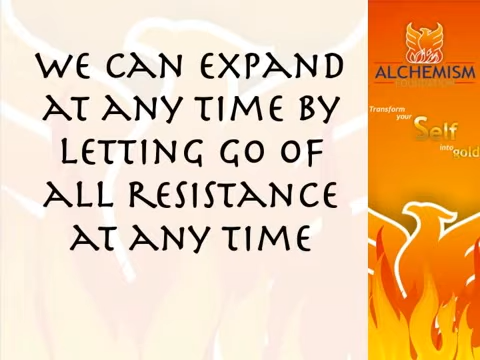 WE CAN EXPAND
AT ANY TIME BY
LETTING GO OF
ALL RESISTANCE
AT ANY TIME
ALCHEMISM
FOUNDATION
Transform
your
Self
into
gold